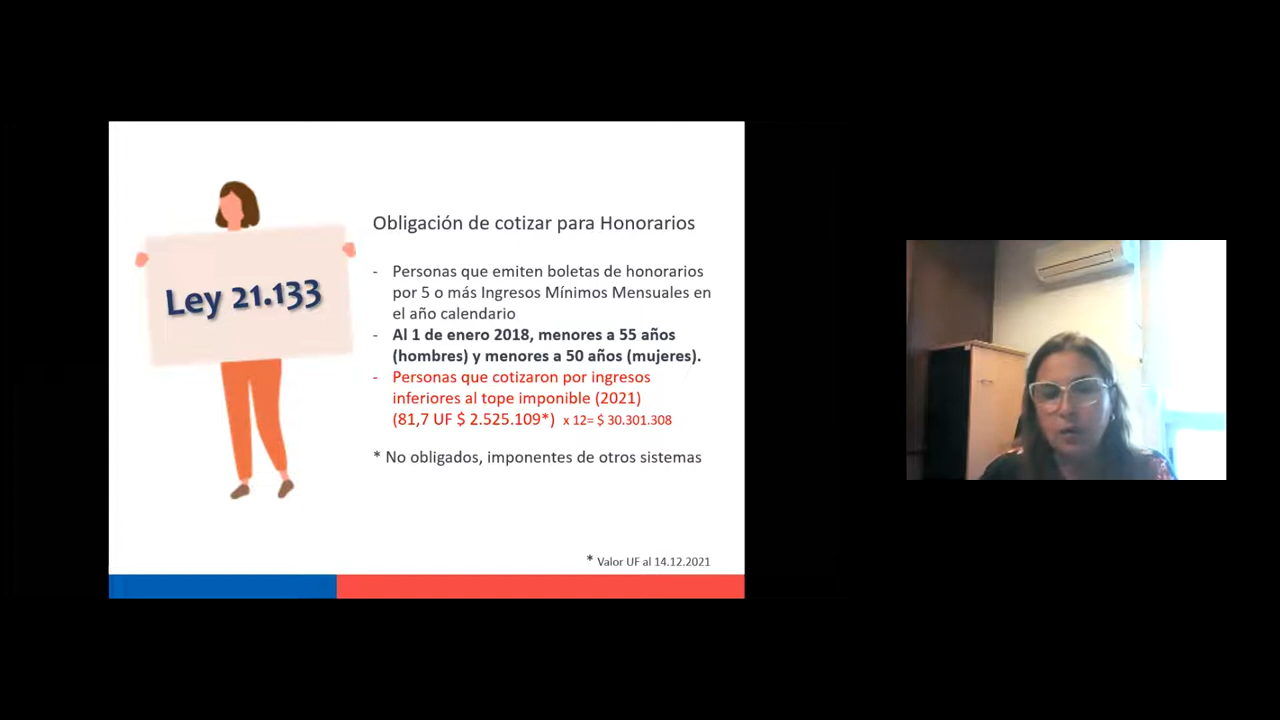 Ley 21.133
Obligación de cotizar para Honorarios
- Personas que emiten boletas de honorarios
por 5 o más Ingresos Mínimos Mensuales en
el año calendario
- Al 1 de enero 2018, menores a 55 años
(hombres) y menores a 50 años (mujeres).
- Personas que cotizaron por ingresos
inferiores al tope imponible (2021)
(81,7 UF $ 2.525.109*) x 12= $ 30.301.308
* No obligados, imponentes de otros sistemas
* Valor UF al 14.12.2021